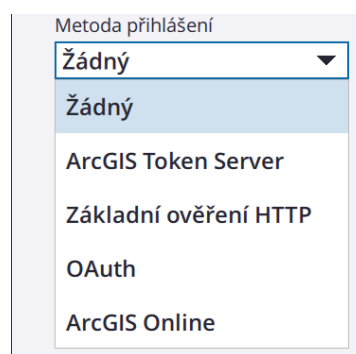 Metoda přihlášení
Žádný
Žádný
ArcGIS Token Server
Základní ověření HTTP
OAuth
ArcGIS Online